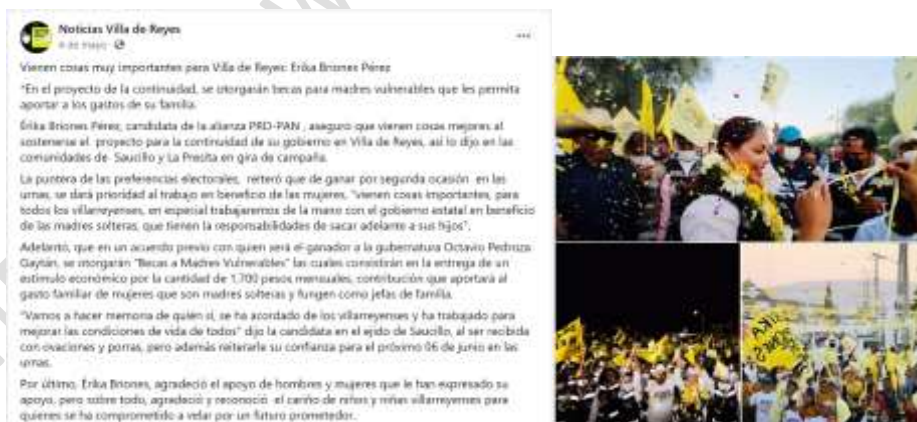 Noticias Villa de Reyes
de mayo
Vienen cosas muy importantes para Villa de Reyes: Erika Briones Pérez
"En el proyecto de la continuidad, se otorgarán becas para madres vulnerables que les permita
aportar a los gastos de su familia.
Érika Briones Pérez, candidata de la alianza PRD-PAN , aseguro que vienen cosas mejores al
sostenerse el proyecto para la continuidad de su gobierno en Villa de Reyes, así lo dijo en las
comunidades de Saucillo y La Presita en gira de campaña.
La puntera de las preferencias electorales, reiteró que de ganar por segunda ocasión en las
urnas, se dará prioridad al trabajo en beneficio de las mujeres, "vienen cosas importantes, para
todos los villarreyenses, en especial trabajaremos de la mano con el gobierno estatal en beneficio
de las madres solteras, que tienen la responsabilidades de sacar adelante a sus hijos".
Adelantó, que en un acuerdo previo con quien será el ganador a la gubernatura Octavio Pedroza
Gaytán, se otorgarán "Becas a Madres Vulnerables" las cuales consistirán en la entrega de un
estímulo económico por la cantidad de 1,700 pesos mensuales, contribución que aportará al
gasto familiar de mujeres que son madres solteras y fungen como jefas de familia.
"Vamos a hacer memoria de quién sí, se ha acordado de los villarreyenses y ha trabajado para
mejorar las condiciones de vida de todos" dijo la candidata en el ejido de Saucillo, al ser recibida
con ovaciones y porras, pero además reiterarle su confianza para el próximo 06 de junio en las
urnas.
Por último, Érika Briones, agradeció el apoyo de hombres y mujeres que le han expresado su
apoyo, pero sobre todo, agradeció y reconoció el cariño de niños y niñas villarreyenses para
quienes se ha comprometido a velar por un futuro prometedor.